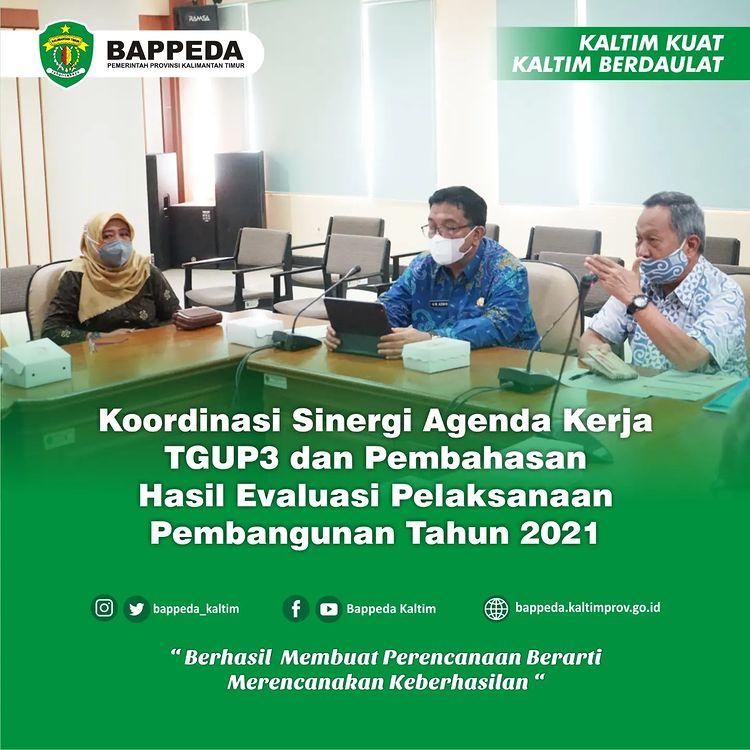 BAPPEDA
PEMERINTAH PROVINSI KALIMANTAN TIMUR
KALTIM KUAT
KALTIM BERDAULAT
RAMSA
Koordinasi Sinergi Agenda Kerja
TGUP3 dan Pembahasan
Hasil Evaluasi Pelaksanaan
Pembangunan Tahun 2021
bappeda_kaltim
Bappeda Kaltim
bappeda.kaltimprov.go.id
“ Berhasil Membuat Perencanaan Berarti
Merencanakan Keberhasilan “